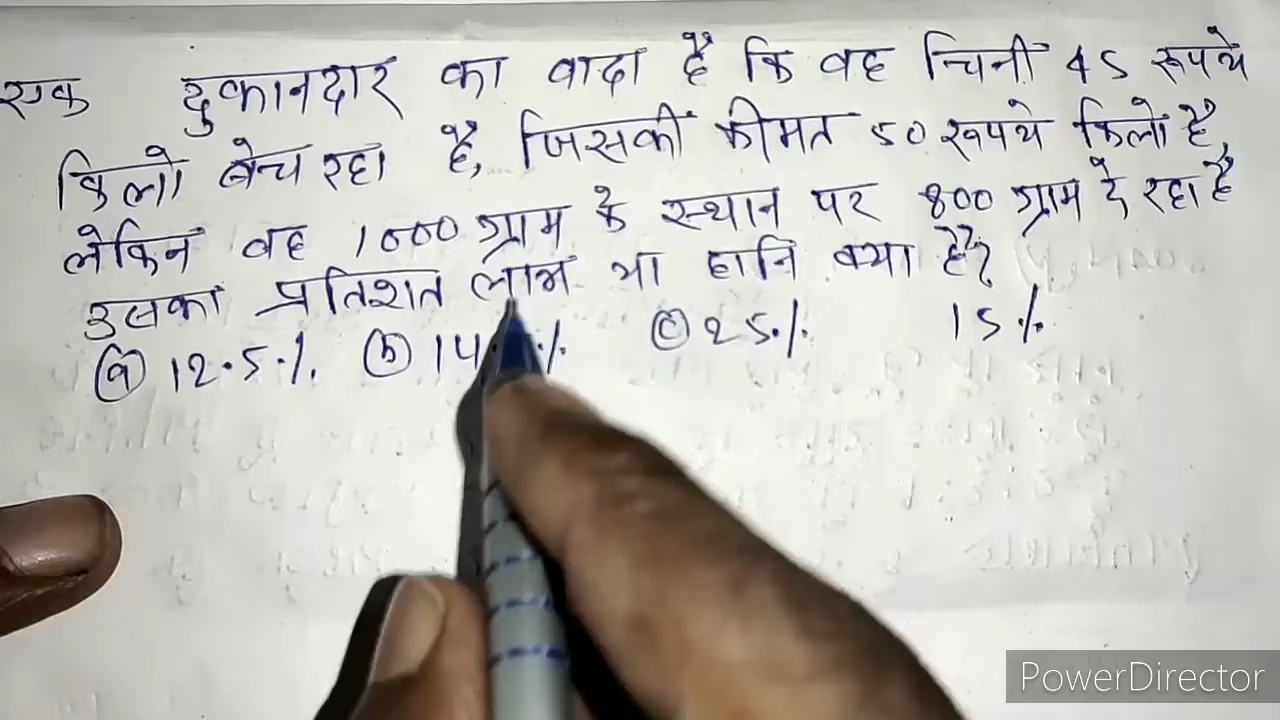 एक दुकानदार का वादा है कि वह चिनी 45 रूपये
किलो बेच रहा है, जिसकी कीमत 50 रूपये किलो है,
लेकिन वह 1000 ग्राम के स्थान पर 800 ग्राम दे रहा है
उसका प्रतिशत लाभ या हानि क्या है?
(a) 12.5% (b) 14 % (c) 25% 15%
PowerDirector